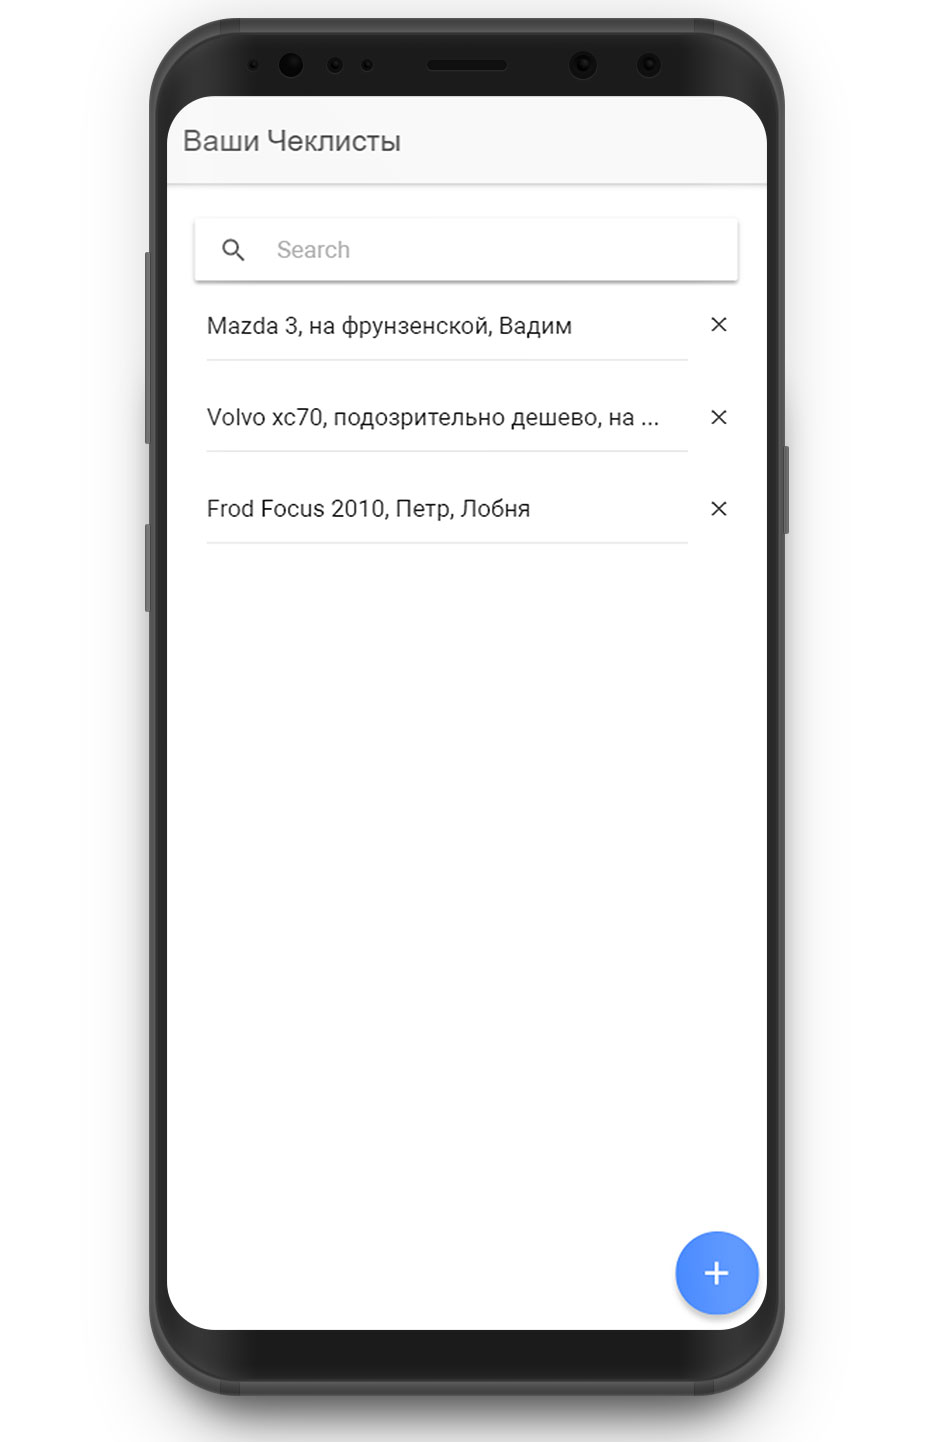 Ваши Чеклисты
Search
Mazda 3, на фрунзенской, Вадим
Volvo xc70, подозрительно дешево, на ...
Frod Focus 2010, Петр, Лобня